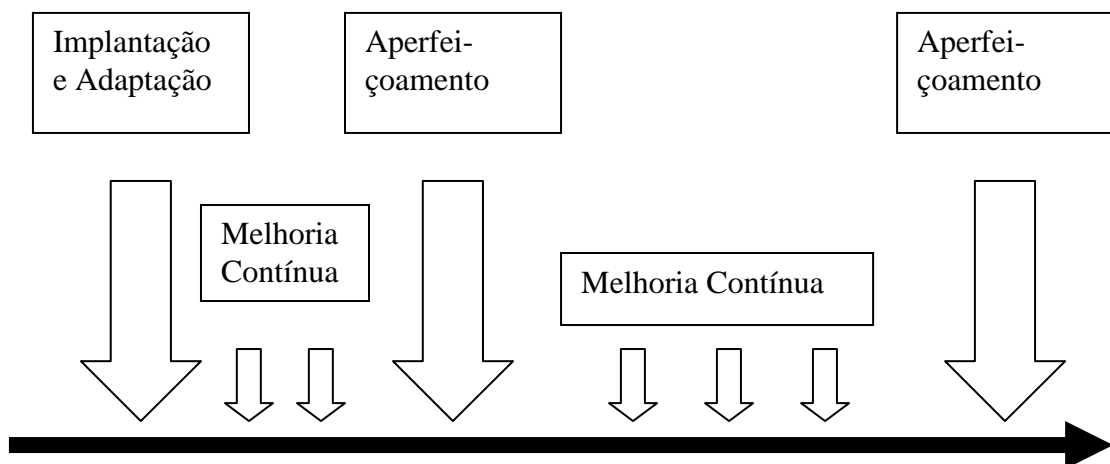 Implantação
e Adaptação
Aperfei-
çoamento
Aperfei-
çoamento
Melhoria
Contínua
Melhoria Contínua